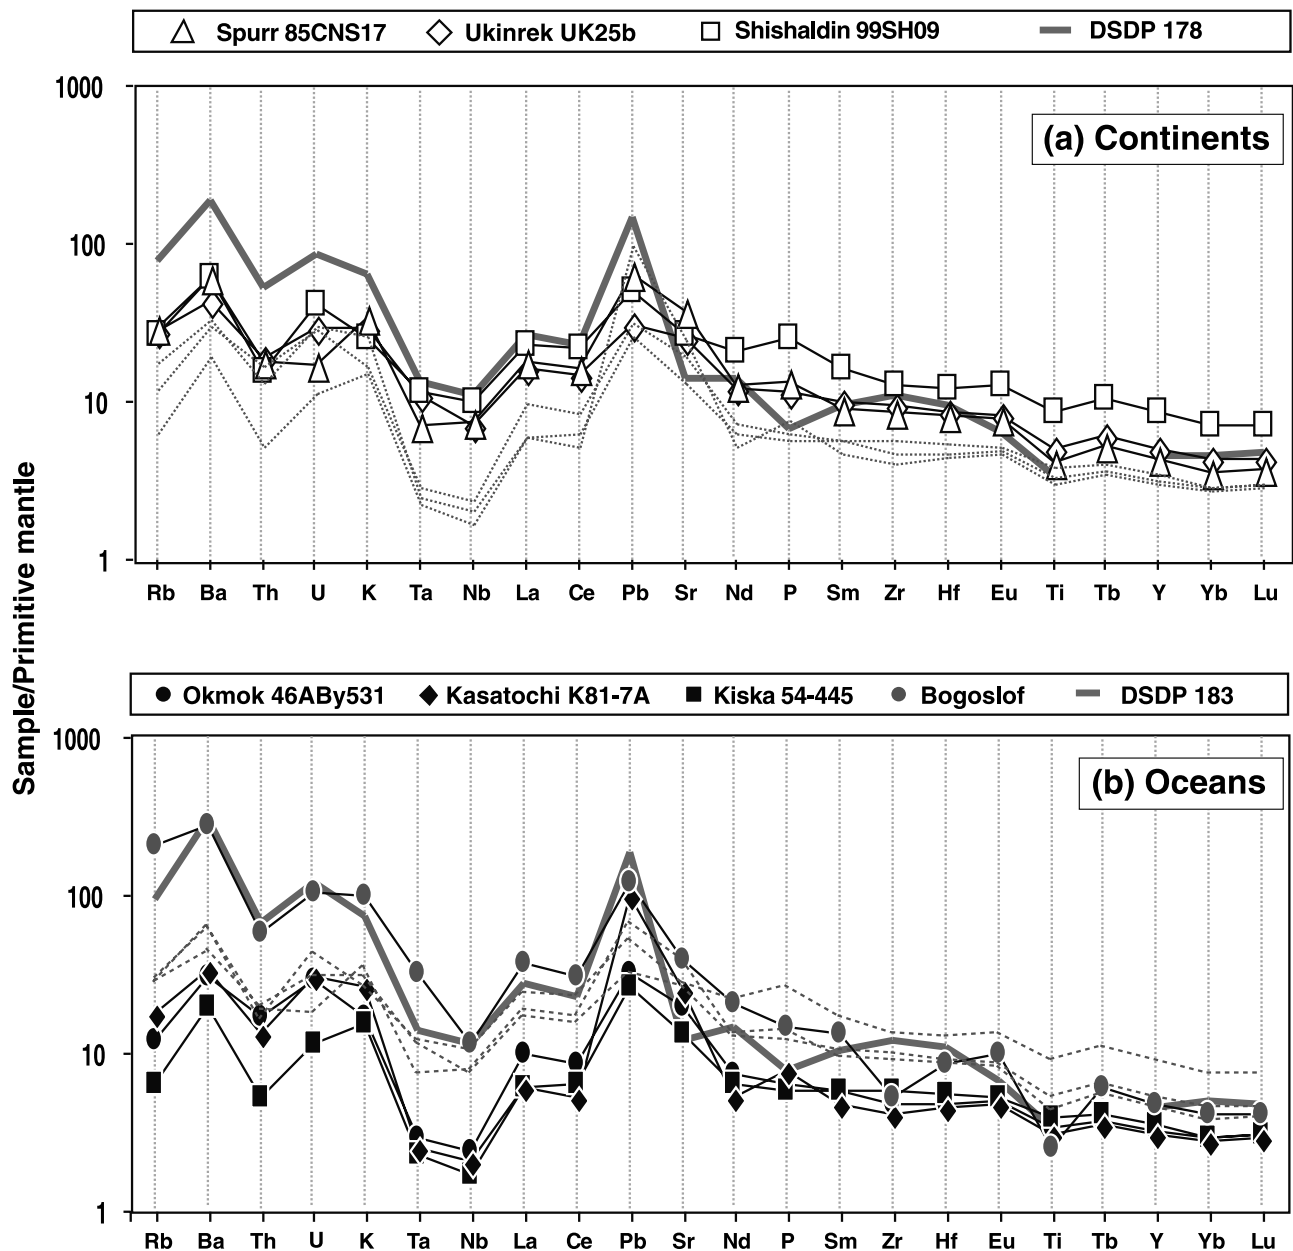 Spurr 85CNS17 Ukinrek UK25b Shishaldin 99SH09 DSDP 178
1000
(a) Continents
100
10
1
Rb Ba Th U K Ta Nb La Ce Pb Sr Nd P Sm Zr Hf Eu Ti Tb Y Yb Lu
Sample/Primitive mantle
Okmok 46ABy531 Kasatochi K81-7A Kiska 54-445 Bogoslof DSDP 183
1000
(b) Oceans
100
10
1
Rb Ba Th U K Ta Nb La Ce Pb Sr Nd P Sm Zr Hf Eu Ti Tb Y Yb Lu